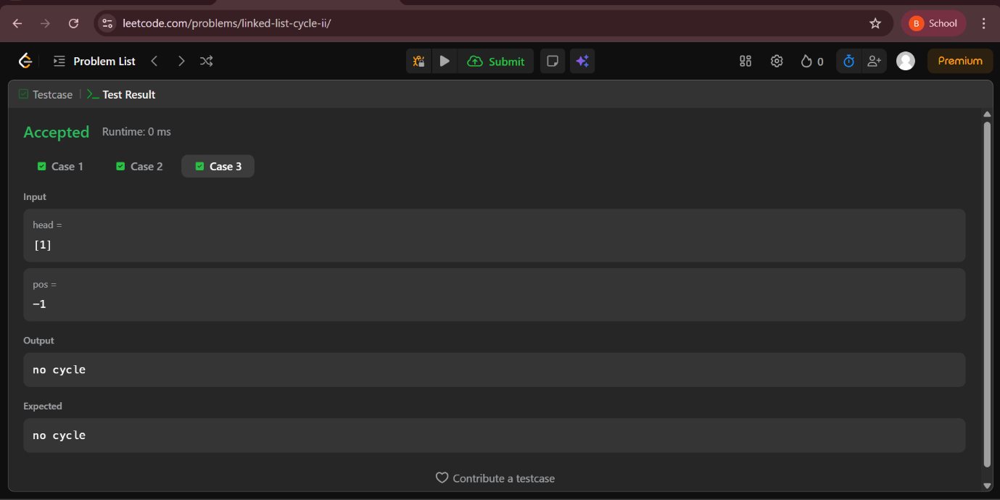 leetcode.com/problems/linked-list-cycle-ii/
B School
Problem List
Submit
0
Premium
Testcase
Test Result
Accepted Runtime: 0 ms
Case 1 Case 2 Case 3
Input
head =
[1]
pos =
-1
Output
no cycle
Expected
no cycle
Contribute a testcase